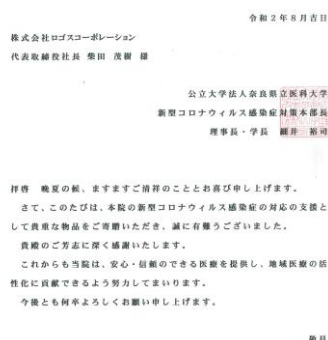 令和２年８月吉日
株式会社ロゴスコーポレーション
代表取締役社長 柴田 茂樹 様
公立大学法人奈良県立医科大学
新型コロナウィルス感染症対策本部長
理事長・学長 細井 裕司
拝啓 晩夏の候、ますますご清祥のこととお喜び申し上げます。
さて、このたびは、本院の新型コロナウィルス感染症の対応の支援と
して貴重な物品をご寄贈いただき、誠に有難うございました。
貴殿のご芳志に深く感謝いたします。
これからも当院は、安心・信頼のできる医療を提供し、地域医療の活
性化に貢献できるよう努力してまいります。
今後とも何卒よろしくお願い申し上げます。
敬具